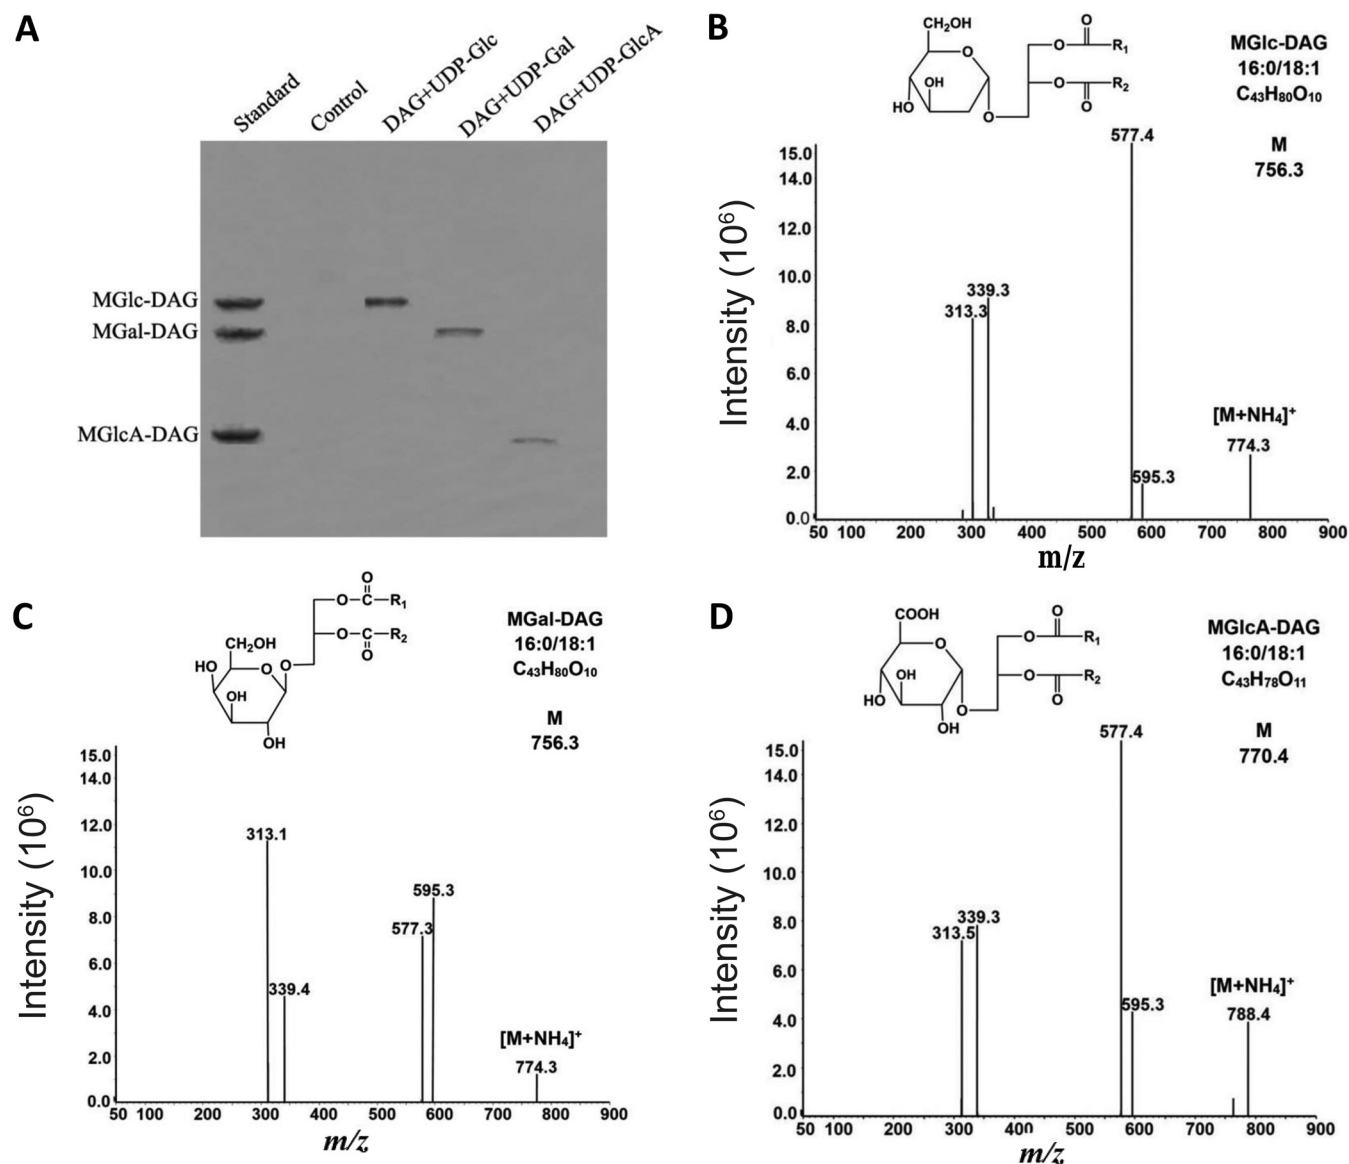 A
Standard
Control
DAG+UDP-Glc
DAG+UDP-Gal
DAG+UDP-GlcA
MGlc-DAG
MGal-DAG
MGlcA-DAG
B
CH₂OH
O
OH
HO
O
O
O
C
R₁
O
C
R₂
O
MGlc-DAG
16:0/18:1
C₄₃H₈₀O₁₀
M
756.3
Intensity (10⁶)
15.0
14.0
12.0
10.0
8.0
6.0
4.0
2.0
0.0
313.3
339.3
577.4
595.3
[M+NH₄]⁺
774.3
50 100 200 300 400 500 600 700 800 900
m/z
C
O
O
C
R₁
O
C
R₂
O
CH₂OH
HO
O
O
OH
OH
MGal-DAG
16:0/18:1
C₄₃H₈₀O₁₀
M
756.3
Intensity (10⁶)
15.0
14.0
12.0
10.0
8.0
6.0
4.0
2.0
0.0
313.1
339.4
577.3
595.3
[M+NH₄]⁺
774.3
50 100 200 300 400 500 600 700 800 900
m/z
D
COOH
O
OH
HO
OH
O
O
O
R₁
O
R₂
O
MGlcA-DAG
16:0/18:1
C₄₃H₇₈O₁₁
M
770.4
Intensity (10⁶)
15.0
14.0
12.0
10.0
8.0
6.0
4.0
2.0
0.0
313.5
339.3
577.4
595.3
[M+NH₄]⁺
788.4
50 100 200 300 400 500 600 700 800 900
m/z